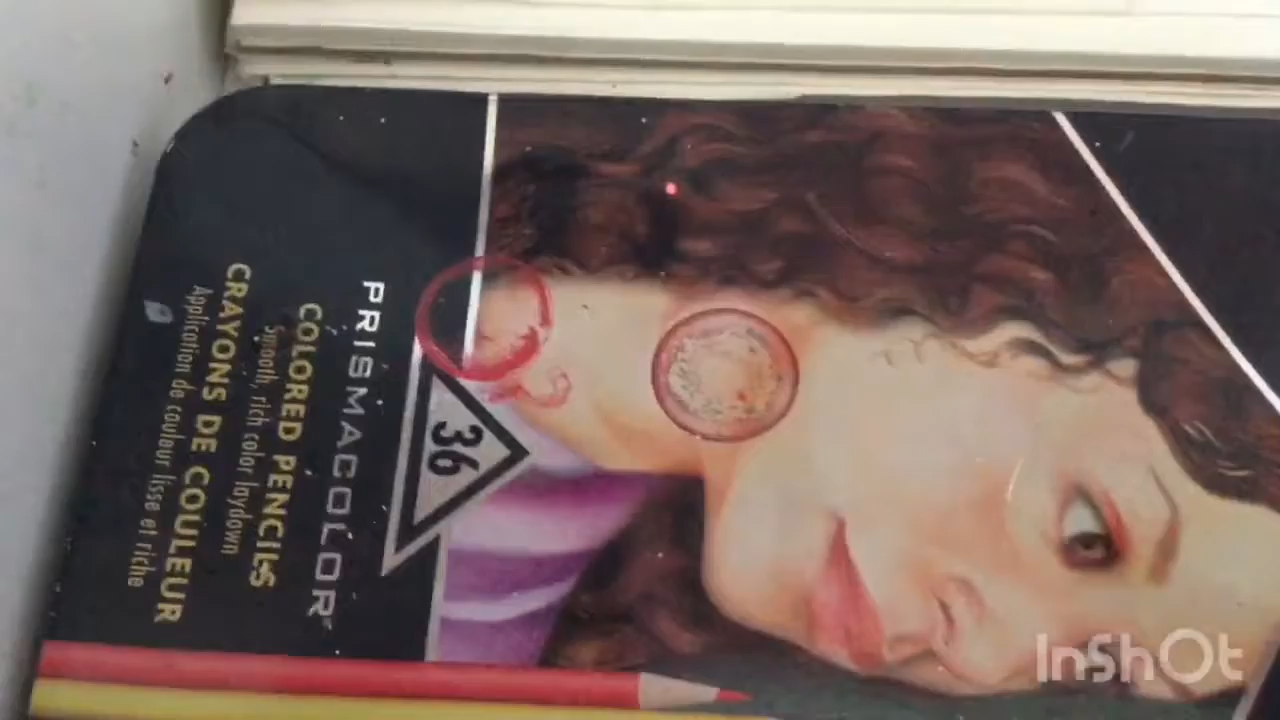 PRISMACOLOR
COLORED PENCILS
Smooth, rich color laydown
CRAYONS DE COULEUR
Application de couleur lisse et riche
36
InShOt